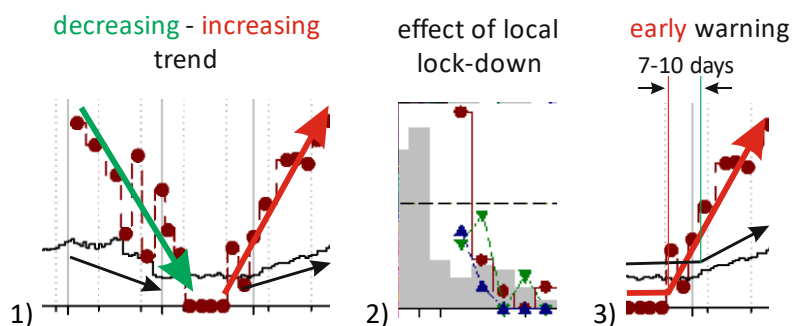 decreasing - increasing
trend
effect of local
lock-down
early warning
7-10 days
1)
2)
3)